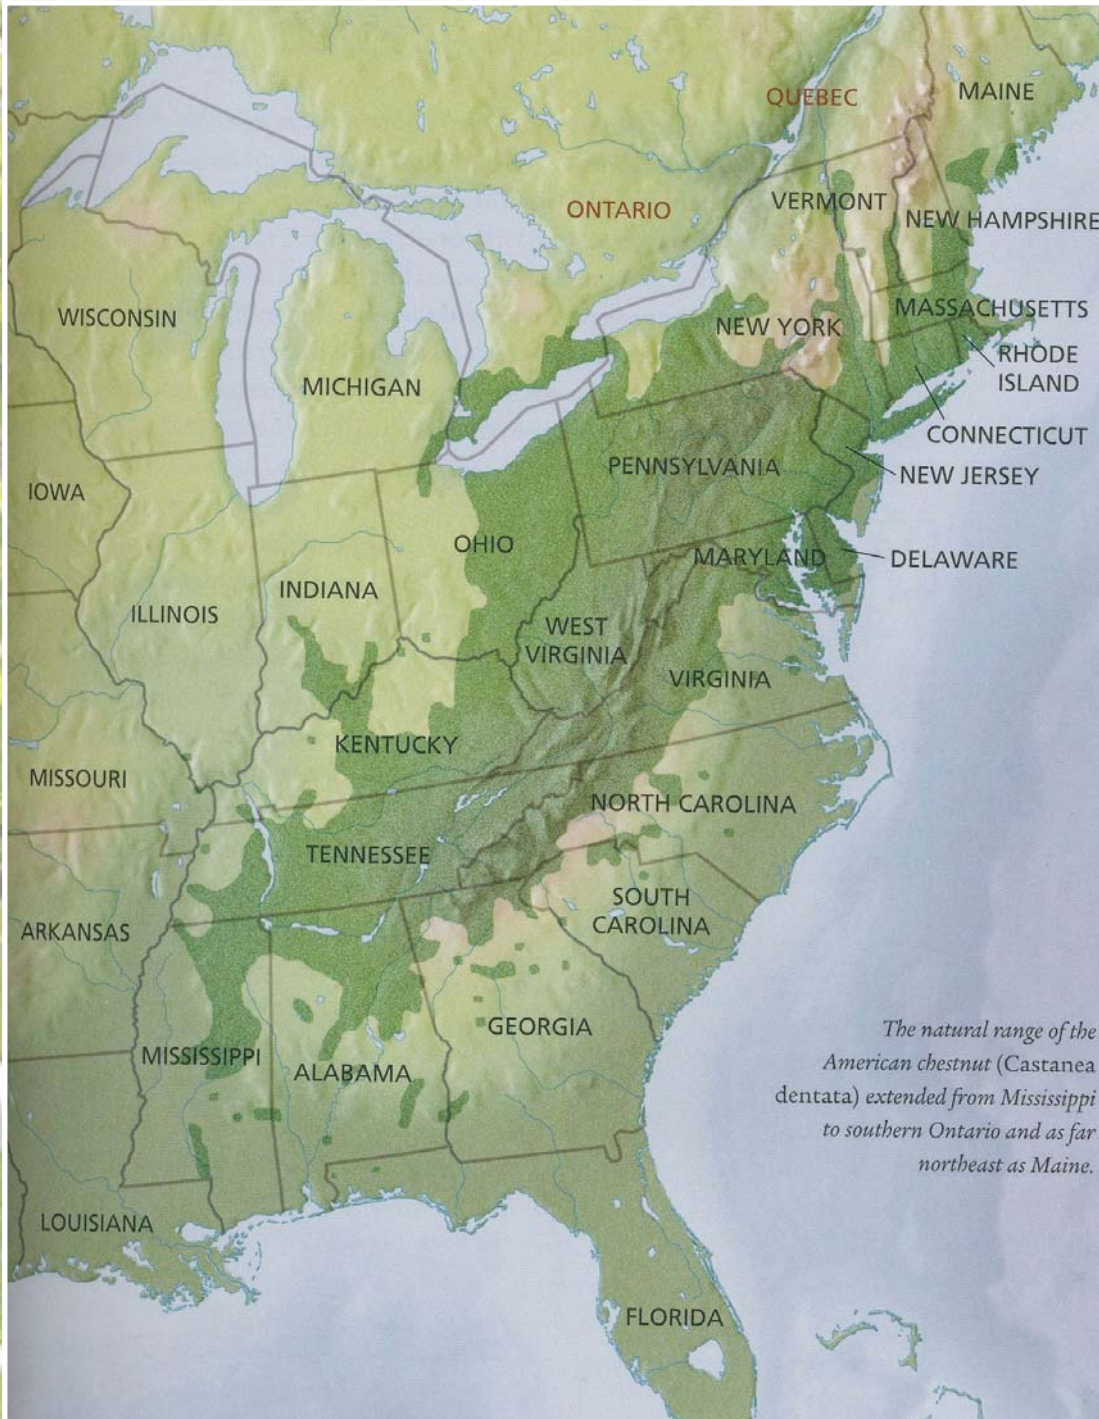 QUEBEC
MAINE
ONTARIO
VERMONT
NEW HAMPSHIRE
WISCONSIN
MICHIGAN
NEW YORK
MASSACHUSETTS
RHODE
ISLAND
CONNECTICUT
IOWA
PENNSYLVANIA
NEW JERSEY
OHIO
MARYLAND
DELAWARE
ILLINOIS
INDIANA
WEST
VIRGINIA
VIRGINIA
KENTUCKY
MISSOURI
NORTH CAROLINA
TENNESSEE
SOUTH
CAROLINA
ARKANSAS
GEORGIA
MISSISSIPPI
ALABAMA
The natural range of the
American chestnut (Castanea
dentata) extended from Mississippi
to southern Ontario and as far
northeast as Maine.
LOUISIANA
FLORIDA